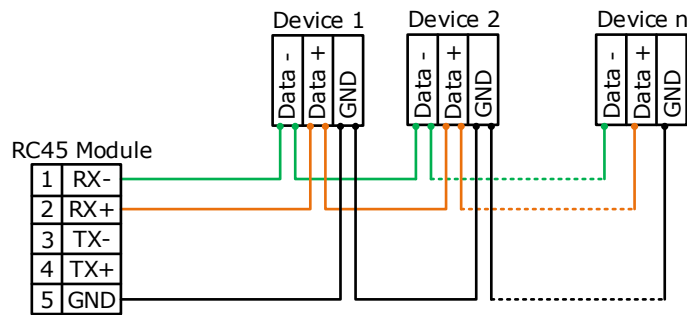 Device 1
Device 2
Device n
Data -
Data +
GND
Data -
Data +
GND
Data -
Data +
GND
RC45 Module
1 RX-
2 RX+
3 TX-
4 TX+
5 GND